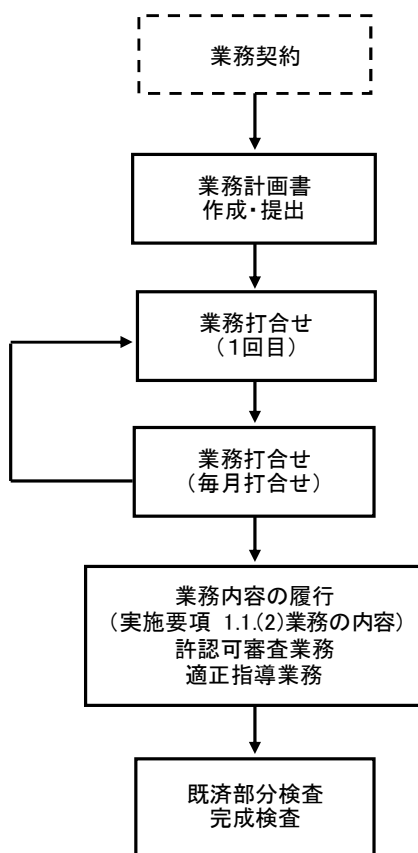 業務契約
業務計画書
作成・提出
業務打合せ
（1回目）
業務打合せ
（毎月打合せ）
業務内容の履行
（実施要項 1.1.(2)業務の内容）
許認可審査業務
適正指導業務
既済部分検査
完成検査